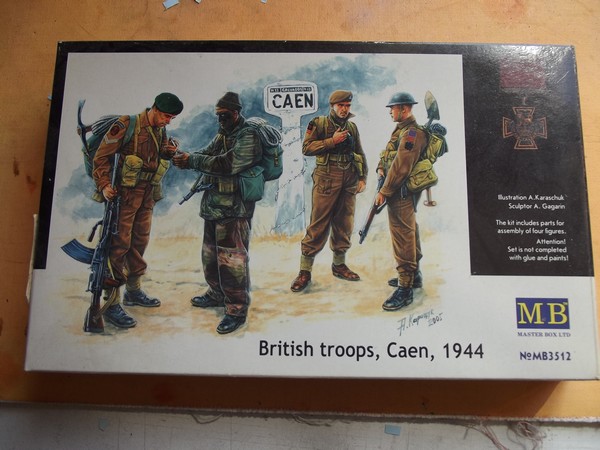 CAEN
Illustration A.Karaschuk
Sculptor A. Gagarin
The kit includes parts for
assembly of four figures.
Attention!
Set is not completed
with glue and paints!
2005
MB
MASTER BOX LTD
British troops, Caen, 1944
№MB3512